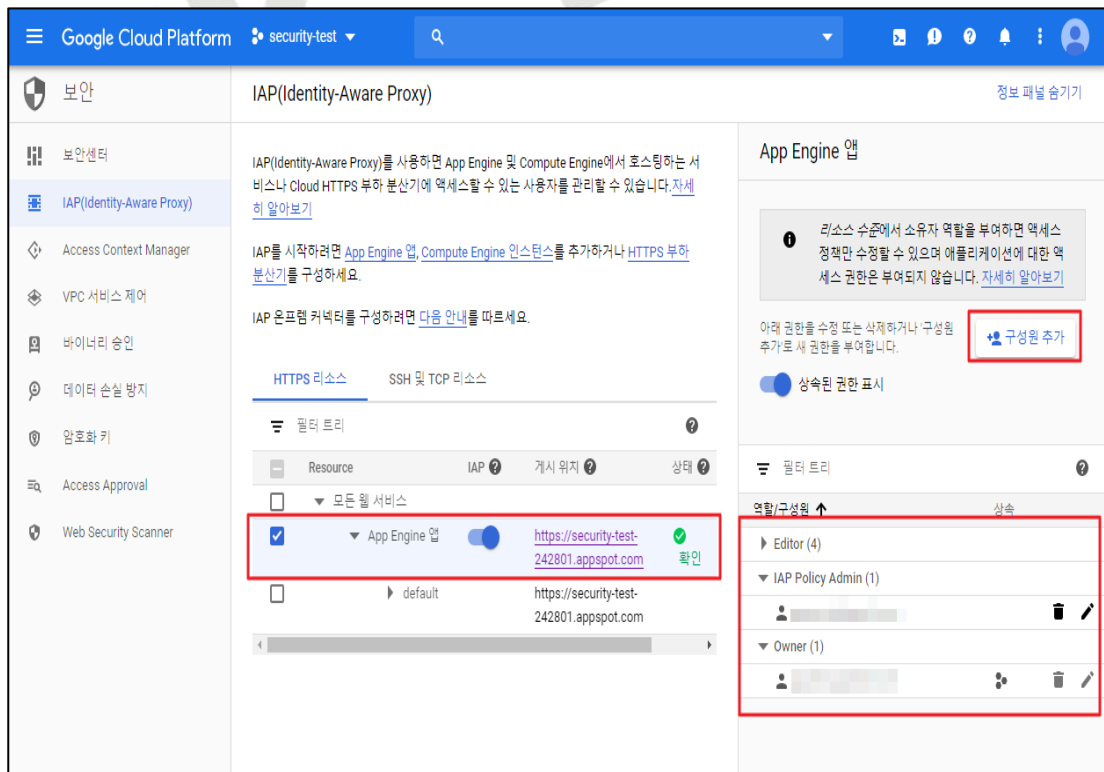 Google Cloud Platform
security-test
보안
IAP(Identity-Aware Proxy)
정보 패널 숨기기
보안센터
IAP(Identity-Aware Proxy)
Access Context Manager
VPC 서비스 제어
바이너리 승인
데이터 손실 방지
암호화 키
Access Approval
Web Security Scanner
IAP(Identity-Aware Proxy)를 사용하면 App Engine 및 Compute Engine에서 호스팅하는 서
비스나 Cloud HTTPS 부하 분산기에 액세스할 수 있는 사용자를 관리할 수 있습니다.자세
히 알아보기
IAP를 시작하려면 App Engine 앱, Compute Engine 인스턴스를 추가하거나 HTTPS 부하
분산기를 구성하세요.
IAP 온프렘 커넥터를 구성하려면 다음 안내를 따르세요.
HTTPS 리소스 SSH 및 TCP 리소스
필터 트리
Resource IAP 게시 위치 상태
모든 웹 서비스
App Engine 앱 https://security-test-
242801.appspot.com 확인
default https://security-test-
242801.appspot.com
App Engine 앱
리소스 수준에서 소유자 역할을 부여하면 액세스
정책만 수정할 수 있으며 애플리케이션에 대한 액
세스 권한은 부여되지 않습니다. 자세히 알아보기
아래 권한을 수정 또는 삭제하거나 '구성원
추가'로 새 권한을 부여합니다.
구성원 추가
상속된 권한 표시
필터 트리
역할/구성원 상속
Editor (4)
IAP Policy Admin (1)
Owner (1)